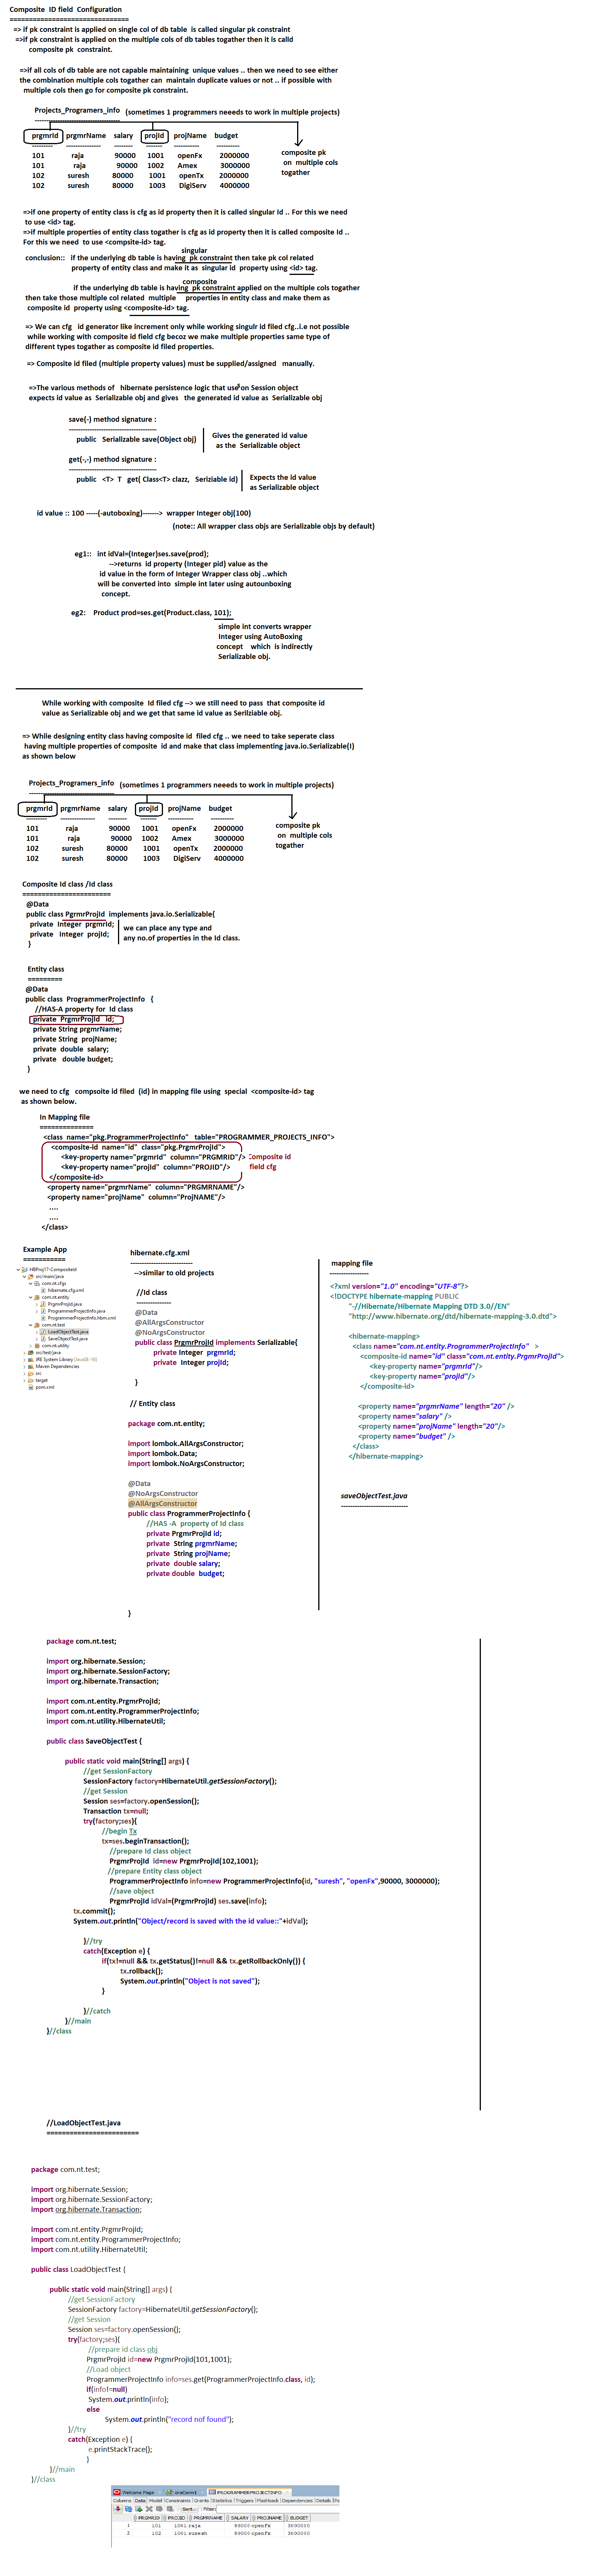 Composite ID field Configuration
================================
=> if pk constraint is applied on single col of db table is called singular pk constraint
=>if pk constraint is applied on the multiple cols of db tables togather then it is calld
composite pk constraint.
=>if all cols of db table are not capable maintaining unique values .. then we need to see either
the combination multiple cols togather can maintain duplicate values or not .. if possible with
multiple cols then go for composite pk constraint.
Projects_Programers_info (sometimes 1 programmers neeeds to work in multiple projects)
prgmrId prgmrName salary projId projName budget
101 raja 90000 1001 openFx 2000000
101 raja 90000 1002 Amex 3000000
102 suresh 80000 1001 openTx 2000000
102 suresh 80000 1003 DigiServ 4000000
composite pk
on multiple cols
togather
=>if one property of entity class is cfg as id property then it is called singular Id .. For this we need
to use <id> tag.
=>if multiple properties of entity class togather is cfg as id property then it is called composite Id ..
For this we need to use <compsite-id> tag.
singular
conclusion:: if the underlying db table is having pk constraint then take pk col related
property of entity class and make it as singular id property using <id> tag.
composite
if the underlying db table is having pk constraint applied on the multiple cols togather
then take those multiple col related multiple properties in entity class and make them as
composite id property using <composite-id> tag.
=> We can cfg id generator like increment only while working singulr id filed cfg..i.e not possible
while working with composite id field cfg becoz we make multiple properties same type of
different types togather as composite id filed properties.
=> Composite id filed (multiple property values) must be supplied/assigned manually.
=>The various methods of hibernate persistence logic that use on Session object
expects id value as Serializable obj and gives the generated id value as Serializable obj
save(-) method signature :
------------------------------------
public Serializable save(Object obj)
Gives the generated id value
as the Serializable object
get(-,-) method signature :
------------------------------------
public <T> T get( Class<T> clazz, Seriziable id)
Expects the id value
as Serializable object
id value :: 100 -----(-autoboxing)-------> wrapper Integer obj(100)
(note:: All wrapper class objs are Serializable objs by default)
eg1:: int idVal=(Integer)ses.save(prod);
-->returns id property (Integer pid) value as the
id value in the form of Integer Wrapper class obj ..which
will be converted into simple int later using autounboxing
concept.
eg2: Product prod=ses.get(Product.class, 101);
simple int converts wrapper
Integer using AutoBoxing
concept which is indirectly
Serializable obj.
While working with composite Id filed cfg --> we still need to pass that composite id
value as Serializable obj and we get that same id value as Serilziable obj.
=> While designing entity class having composite id filed cfg .. we need to take seperate class
having multiple properties of composite id and make that class implementing java.io.Serializable(I)
as shown below
Projects_Programers_info (sometimes 1 programmers neeeds to work in multiple projects)
prgmrId prgmrName salary projId projName budget
101 raja 90000 1001 openFx 2000000
101 raja 90000 1002 Amex 3000000
102 suresh 80000 1001 openTx 2000000
102 suresh 80000 1003 DigiServ 4000000
composite pk
on multiple cols
togather
Composite Id class /Id class
=======================
@Data
public class PgrmrProjId implements java.io.Serializable{
private Integer prgmrId;
private Integer projId;
}
we can place any type and
any no.of properties in the Id class.
Entity class
=========
@Data
public class ProgrammerProjectInfo {
//HAS-A property for Id class
private PrgmrProjId id;
private String prgmrName;
private String projName;
private double salary;
private double budget;
}
we need to cfg compsoite id filed (id) in mapping file using special <composite-id> tag
as shown below.
In Mapping file
==============
<class name="pkg.ProgrammerProjectInfo" table="PROGRAMMER_PROJECTS_INFO">
<composite-id name="id" class="pkg.PrgmrProjId">
<key-property name="prgmrId" column="PRGMRID"/>
<key-property name="projId" column="PROJID"/>
</composite-id>
Composite id
field cfg
<property name="prgmrName" column="PRGMRNAME"/>
<property name="projName" column="ProjNAME"/>
....
....
</class>
Example App
===========
HBProj17-CompositeId
src/main/java
com.nt.cfgs
hibernate.cfg.xml
com.nt.entity
PrgmrProjId.java
ProgrammerProjectInfo.java
ProgrammerProjectInfo.hbm.xml
com.nt.test
LoadObjectTest.java
SaveObjectTest.java
com.nt.utility
src/test/java
JRE System Library [JavaSE-16]
Maven Dependencies
src
target
pom.xml
hibernate.cfg.xml
--------------------------
-->similar to old projects
//Id class
---------------
@Data
@AllArgsConstructor
@NoArgsConstructor
public class PrgmrProjId implements Serializable{
private Integer prgmrId;
private Integer projId;
}
// Entity class
package com.nt.entity;
import lombok.AllArgsConstructor;
import lombok.Data;
import lombok.NoArgsConstructor;
@Data
@NoArgsConstructor
@AllArgsConstructor
public class ProgrammerProjectInfo {
//HAS -A property of Id class
private PrgmrProjId id;
private String prgmrName;
private String projName;
private double salary;
private double budget;
}
mapping file
----------------
<?xml version="1.0" encoding="UTF-8"?>
<!DOCTYPE hibernate-mapping PUBLIC
"-//Hibernate/Hibernate Mapping DTD 3.0//EN"
"http://www.hibernate.org/dtd/hibernate-mapping-3.0.dtd">
<hibernate-mapping>
<class name="com.nt.entity.ProgrammerProjectInfo" >
<composite-id name="id" class="com.nt.entity.PrgmrProjId">
<key-property name="prgmrId"/>
<key-property name="projId"/>
</composite-id>
<property name="prgmrName" length="20" />
<property name="salary" />
<property name="projName" length="20"/>
<property name="budget" />
</class>
</hibernate-mapping>
saveObjectTest.java
----------------------------
package com.nt.test;
import org.hibernate.Session;
import org.hibernate.SessionFactory;
import org.hibernate.Transaction;
import com.nt.entity.PrgmrProjId;
import com.nt.entity.ProgrammerProjectInfo;
import com.nt.utility.HibernateUtil;
public class SaveObjectTest {
public static void main(String[] args) {
//get SessionFactory
SessionFactory factory=HibernateUtil.getSessionFactory();
//get Session
Session ses=factory.openSession();
Transaction tx=null;
try(factory;ses){
//begin Tx
tx=ses.beginTransaction();
//prepare Id class object
PrgmrProjId id=new PrgmrProjId(102,1001);
//prepare Entity class object
ProgrammerProjectInfo info=new ProgrammerProjectInfo(id, "suresh", "openFx",90000, 3000000);
//save object
PrgmrProjId idVal=(PrgmrProjId) ses.save(info);
tx.commit();
System.out.println("Object/record is saved with the id value::"+idVal);
}//try
catch(Exception e) {
if(tx!=null && tx.getStatus()!=null && tx.getRollbackOnly()) {
tx.rollback();
System.out.println("Object is not saved");
}
}//catch
}//main
}//class
//LoadObjectTest.java
========================
package com.nt.test;
import org.hibernate.Session;
import org.hibernate.SessionFactory;
import org.hibernate.Transaction;
import com.nt.entity.PrgmrProjId;
import com.nt.entity.ProgrammerProjectInfo;
import com.nt.utility.HibernateUtil;
public class LoadObjectTest {
public static void main(String[] args) {
//get SessionFactory
SessionFactory factory=HibernateUtil.getSessionFactory();
//get Session
Session ses=factory.openSession();
try(factory;ses){
//prepare id class obj
PrgmrProjId id=new PrgmrProjId(101,1001);
//Load object
ProgrammerProjectInfo info=ses.get(ProgrammerProjectInfo.class, id);
if(info!=null)
System.out.println(info);
else
System.out.println("record nof found");
}//try
catch(Exception e) {
e.printStackTrace();
}
}//main
}//class
Welcome Page PROGRAMMERPROJECTINFO
Columns Data Model Constraints Grants Statistics Triggers Flashback Dependencies Details
Sort... Filter:
PRGMRID PROJID PRGMRNAME SALARY PROJNAME BUDGET
1 101 1001 raja 90000 openFx 3000000
2 102 1001 suresh 90000 openFx 3000000